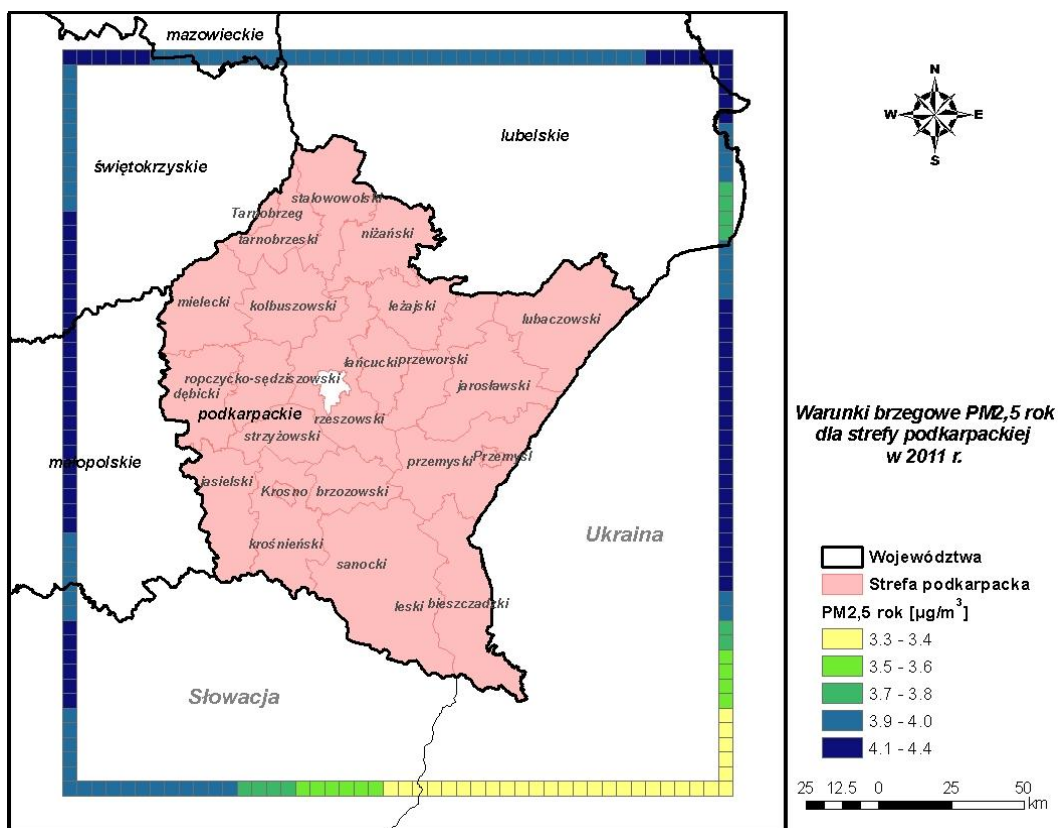 mazowieckie
lubelskie
świętokrzyskie
stalowowolski
Tarnobrzeg
tarnobrzeski
niżański
mielecki
kolbuszowski
leżajski
lubaczowski
łańcucki
przeworski
ropczycko-sędziszowski
dębicki
jarosławski
podkarpackie
rzeszowski
strzyżowski
małopolskie
przemyski
Przemyśl
jasielski
Krosno
brzozowski
krośnieński
sanocki
leski
bieszczadzki
Ukraina
Słowacja
N
W
E
S
Warunki brzegowe PM2,5 rok
dla strefy podkarpackiej
w 2011 r.
Województwa
Strefa podkarpacka
PM2,5 rok [µg/m³]
3.3 - 3.4
3.5 - 3.6
3.7 - 3.8
3.9 - 4.0
4.1 - 4.4
25 12.5 0 25 50
km